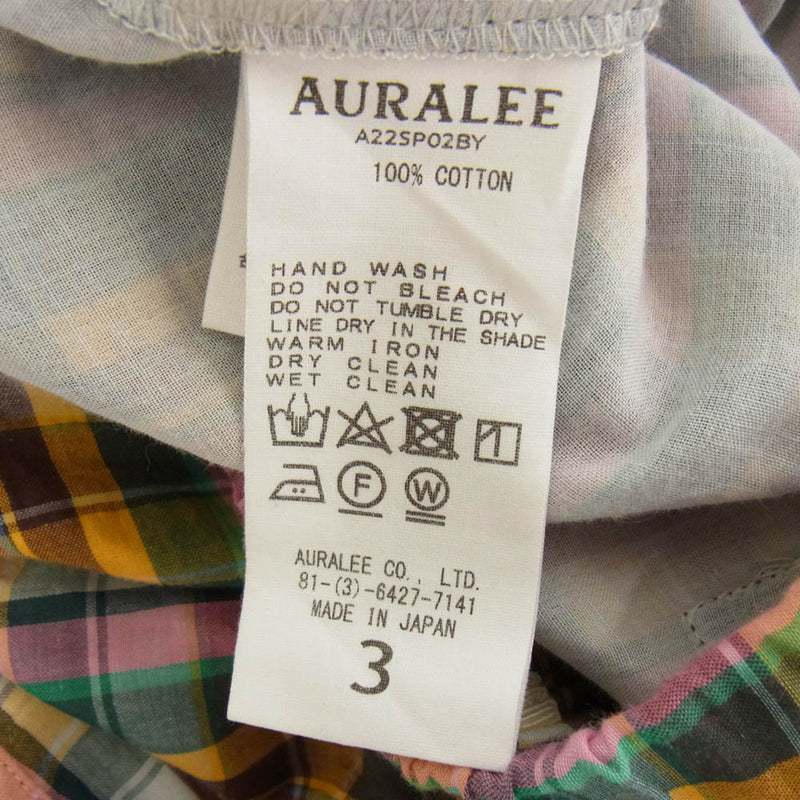 AURALEE
A22SP02BY
100% COTTON
HAND WASH
DO NOT BLEACH
DO NOT TUMBLE DRY
LINE DRY IN THE SHADE
WARM IRON
DRY CLEAN
WET CLEAN
F W
AURALEE CO., LTD.
81-(3)-6427-7141
MADE IN JAPAN
3